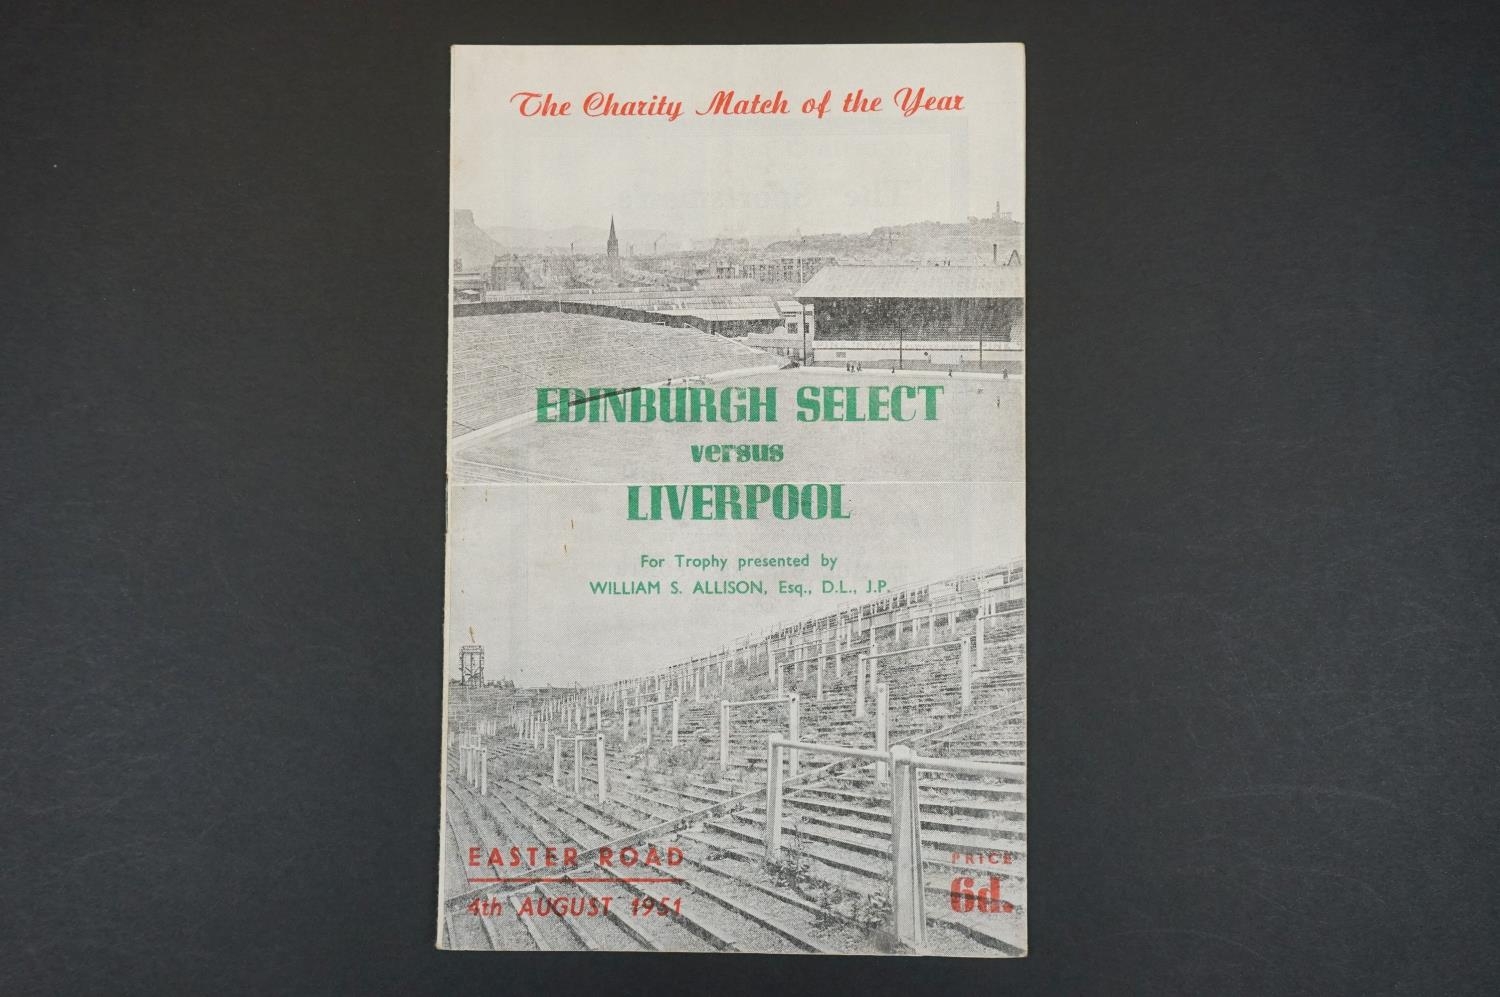 The Charity Match of the Year
EDINBURGH SELECT
versus
LIVERPOOL
For Trophy presented by
WILLIAM S. ALLISON, Esq., D.L., J.P.
EASTER ROAD
4th AUGUST 1951
PRICE
6d.